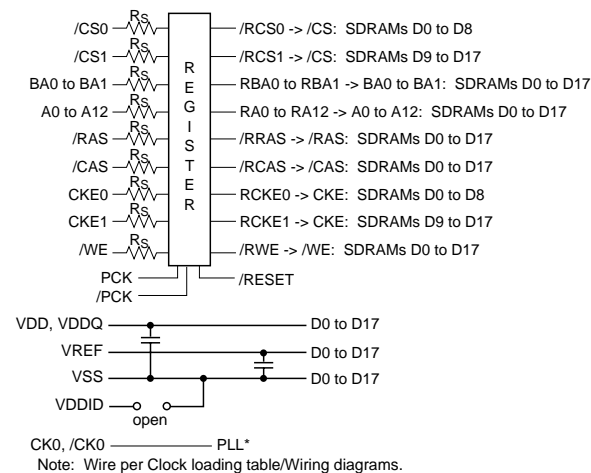 /CS0 RS /RCS0 -> /CS: SDRAMs D0 to D8
/CS1 RS /RCS1 -> /CS: SDRAMs D9 to D17
BA0 to BA1 RS RBA0 to RBA1 -> BA0 to BA1: SDRAMs D0 to D17
A0 to A12 RS RA0 to RA12 -> A0 to A12: SDRAMs D0 to D17
/RAS RS /RRAS -> /RAS: SDRAMs D0 to D17
/CAS RS /RCAS -> /CAS: SDRAMs D0 to D17
CKE0 RS RCKE0 -> CKE: SDRAMs D0 to D8
CKE1 RS RCKE1 -> CKE: SDRAMs D9 to D17
/WE RS /RWE -> /WE: SDRAMs D0 to D17
REGISTER
PCK /RESET
/PCK
VDD, VDDQ D0 to D17
VREF D0 to D17
VSS D0 to D17
VDDID
open
CK0, /CK0 PLL*
Note: Wire per Clock loading table/Wiring diagrams.